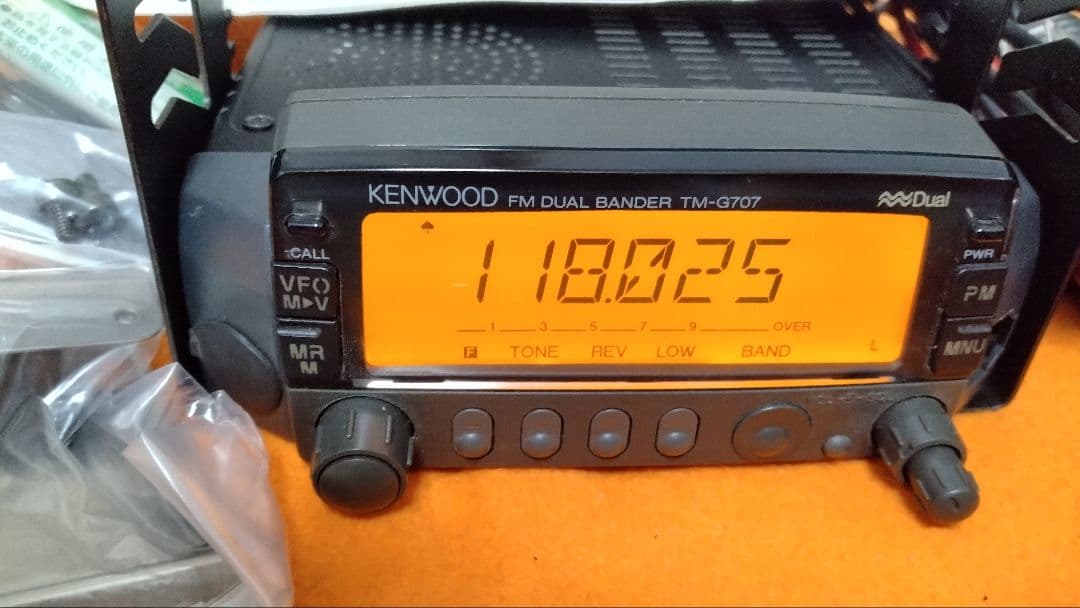 KENWOOD FM DUAL BANDER TM-G707
Dual
CALL
PWR
VFO
M▶V
118.025
PM
1 3 5 7 9 OVER
MR
M
F TONE REV LOW BAND L
MNU